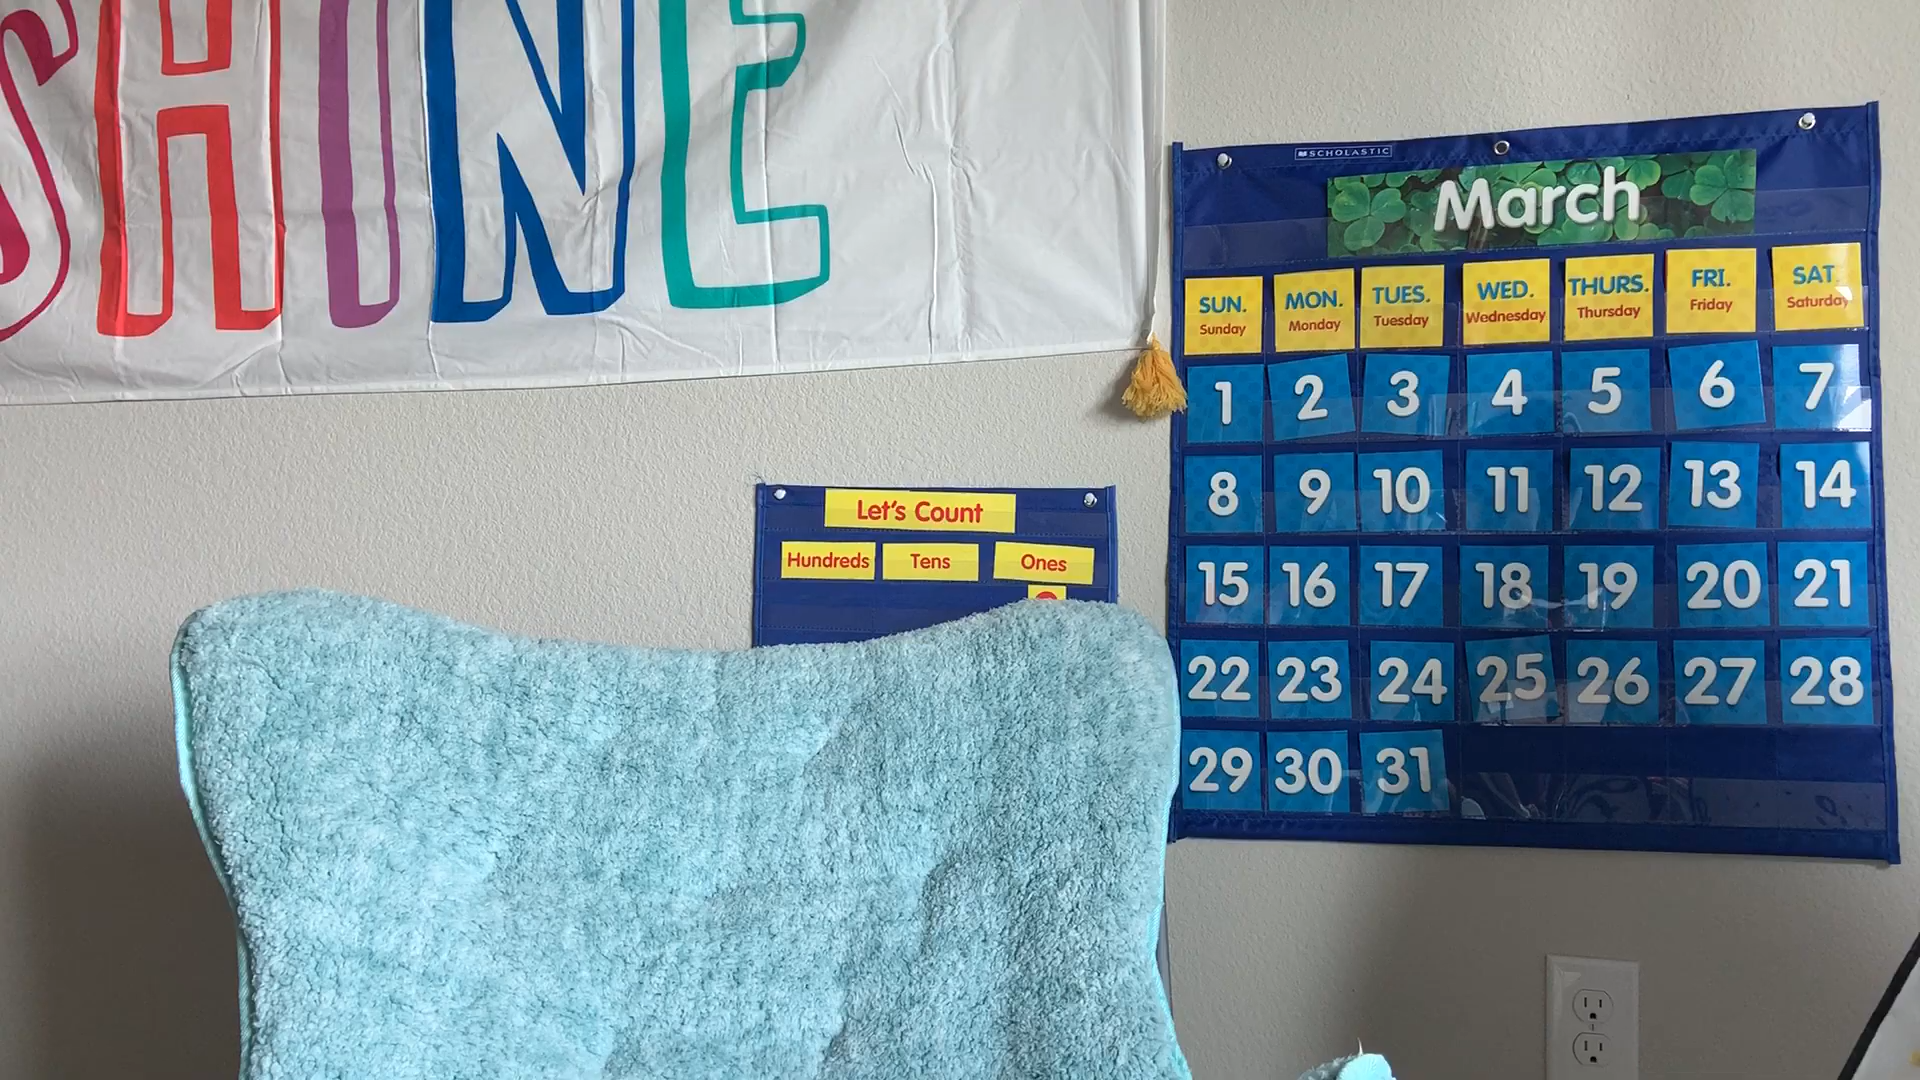 SHINE
SCHOLASTIC
March
SUN. MON. TUES. WED. THURS. FRI. SAT.
Sunday Monday Tuesday Wednesday Thursday Friday Saturday
1 2 3 4 5 6 7
8 9 10 11 12 13 14
15 16 17 18 19 20 21
22 23 24 25 26 27 28
29 30 31
Let's Count
Hundreds Tens Ones